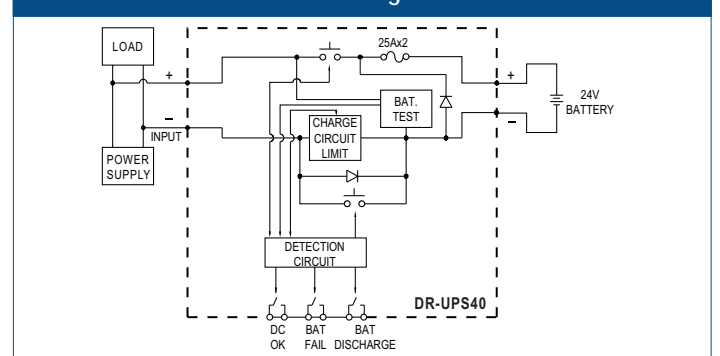 LOAD
25Ax2
+
+
BAT.
TEST
24V
BATTERY
–
–
INPUT
CHARGE
CIRCUIT
LIMIT
POWER
SUPPLY
DETECTION
CIRCUIT
DR-UPS40
DC
OK
BAT
FAIL
BAT
DISCHARGE